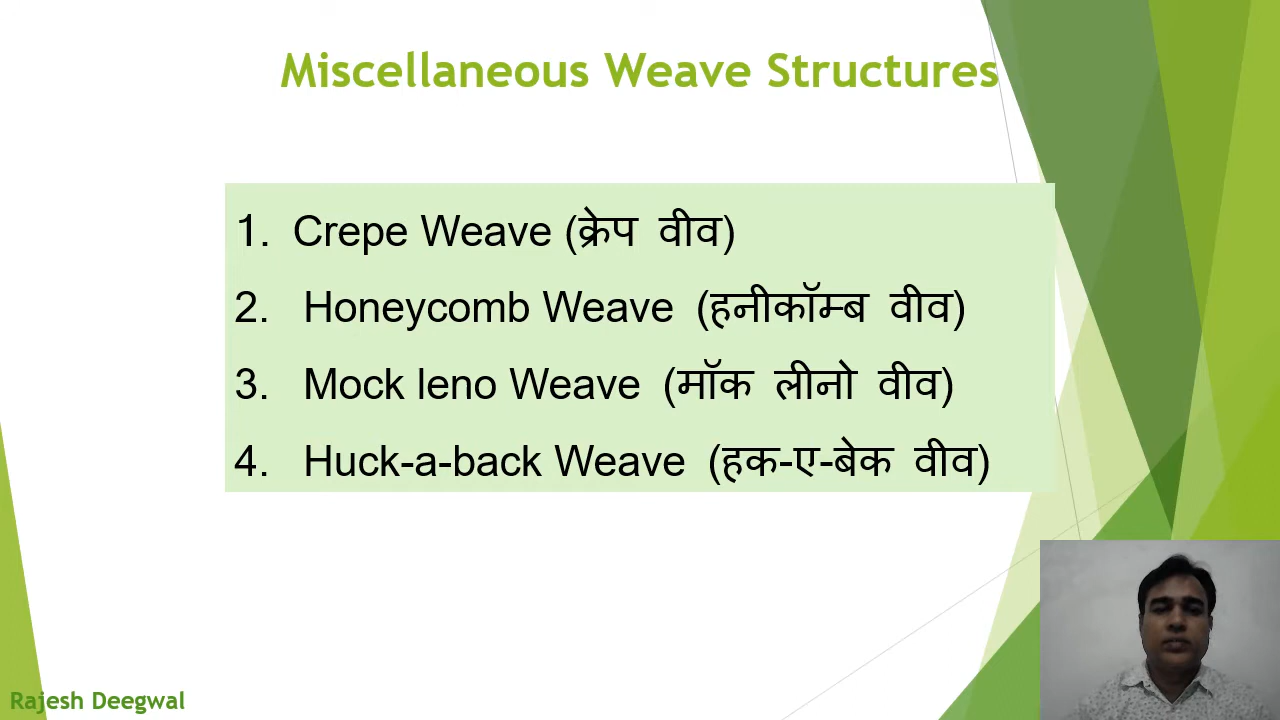 Miscellaneous Weave Structures
1. Crepe Weave (क्रेप वीव)
2. Honeycomb Weave (हनीकॉम्ब वीव)
3. Mock leno Weave (मॉक लीनो वीव)
4. Huck-a-back Weave (हक-ए-बेक वीव)
Rajesh Deegwal